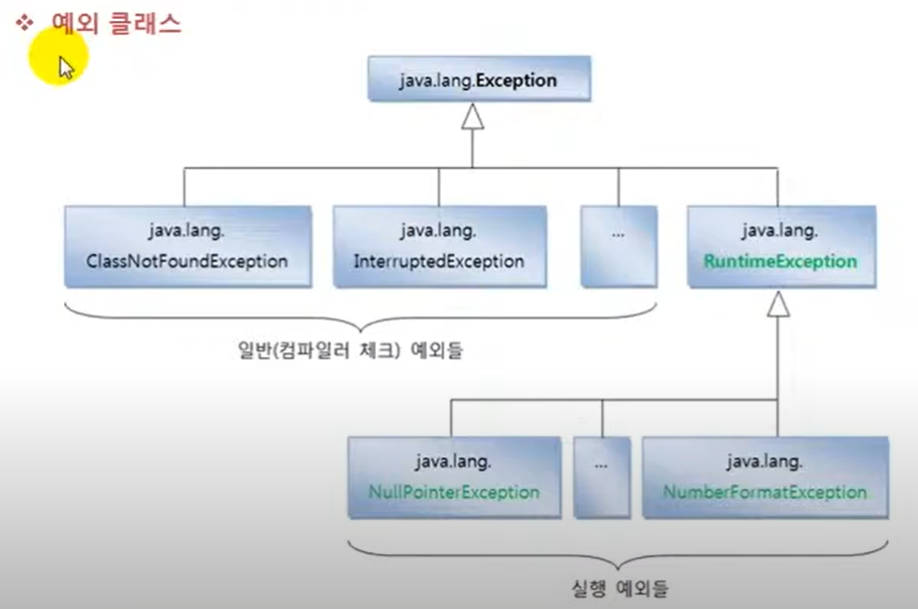 ❖ 예외 클래스
java.lang.Exception
java.lang.
ClassNotFoundException
java.lang.
InterruptedException
...
java.lang.
RuntimeException
일반(컴파일러 체크) 예외들
java.lang.
NullPointerException
...
java.lang.
NumberFormatException
실행 예외들